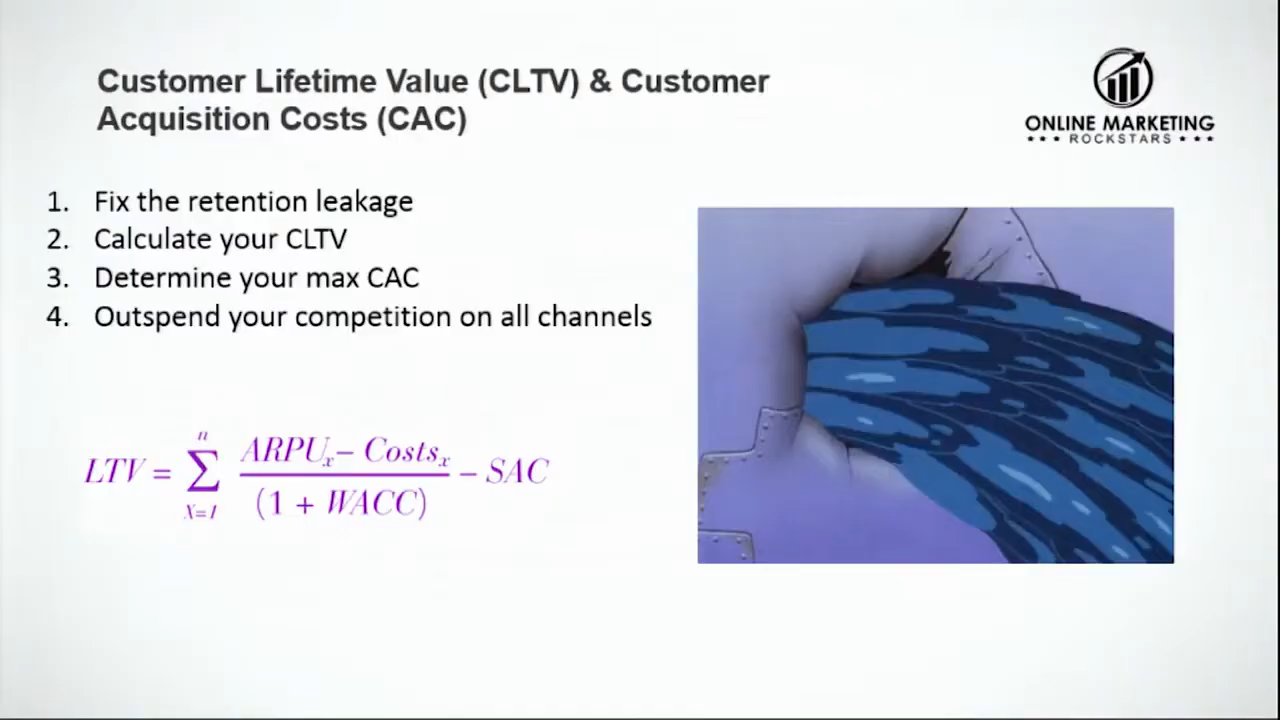 Customer Lifetime Value (CLTV) & Customer
Acquisition Costs (CAC)
ONLINE MARKETING
★★★ ROCKSTARS ★★★
1. Fix the retention leakage
2. Calculate your CLTV
3. Determine your max CAC
4. Outspend your competition on all channels
LTV = n∑X=1 (ARPUₓ – Costsₓ) / (1 + WACC) – SAC